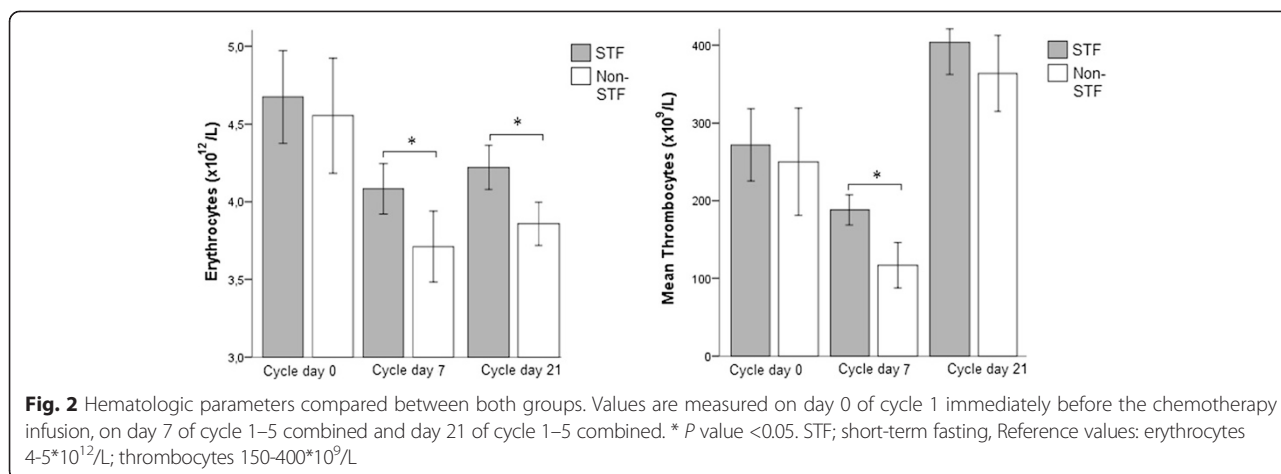 5,0
4,5
4,0
3,5
3,0
Erythrocytes (x10¹²/L)
STF
Non-
STF
*
*
Cycle day 0
Cycle day 7
Cycle day 21
400
300
200
100
0
Mean Thrombocytes (x10⁹/L)
STF
Non-
STF
*
Cycle day 0
Cycle day 7
Cycle day 21
Fig. 2 Hematologic parameters compared between both groups. Values are measured on day 0 of cycle 1 immediately before the chemotherapy
infusion, on day 7 of cycle 1–5 combined and day 21 of cycle 1–5 combined. * P value <0.05. STF; short-term fasting, Reference values: erythrocytes
4-5*10¹²/L; thrombocytes 150-400*10⁹/L